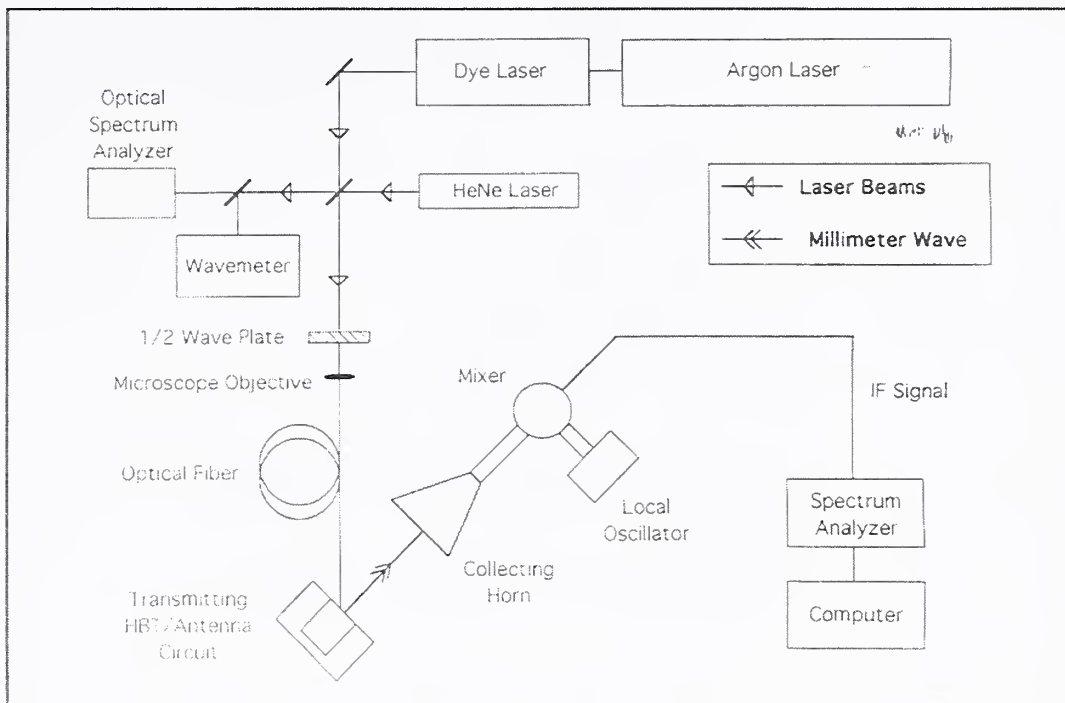 Dye Laser
Argon Laser
Optical
Spectrum
Analyzer
HeNe Laser
Laser Beams
Millimeter Wave
Wavemeter
1/2 Wave Plate
Microscope Objective
Mixer
IF Signal
Optical Fiber
Local
Oscillator
Spectrum
Analyzer
Collecting
Horn
Transmitting
HBT/Antenna
Circuit
Computer